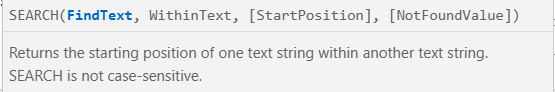 SEARCH(FindText, WithinText, [StartPosition], [NotFoundValue])
Returns the starting position of one text string within another text string.
SEARCH is not case-sensitive.